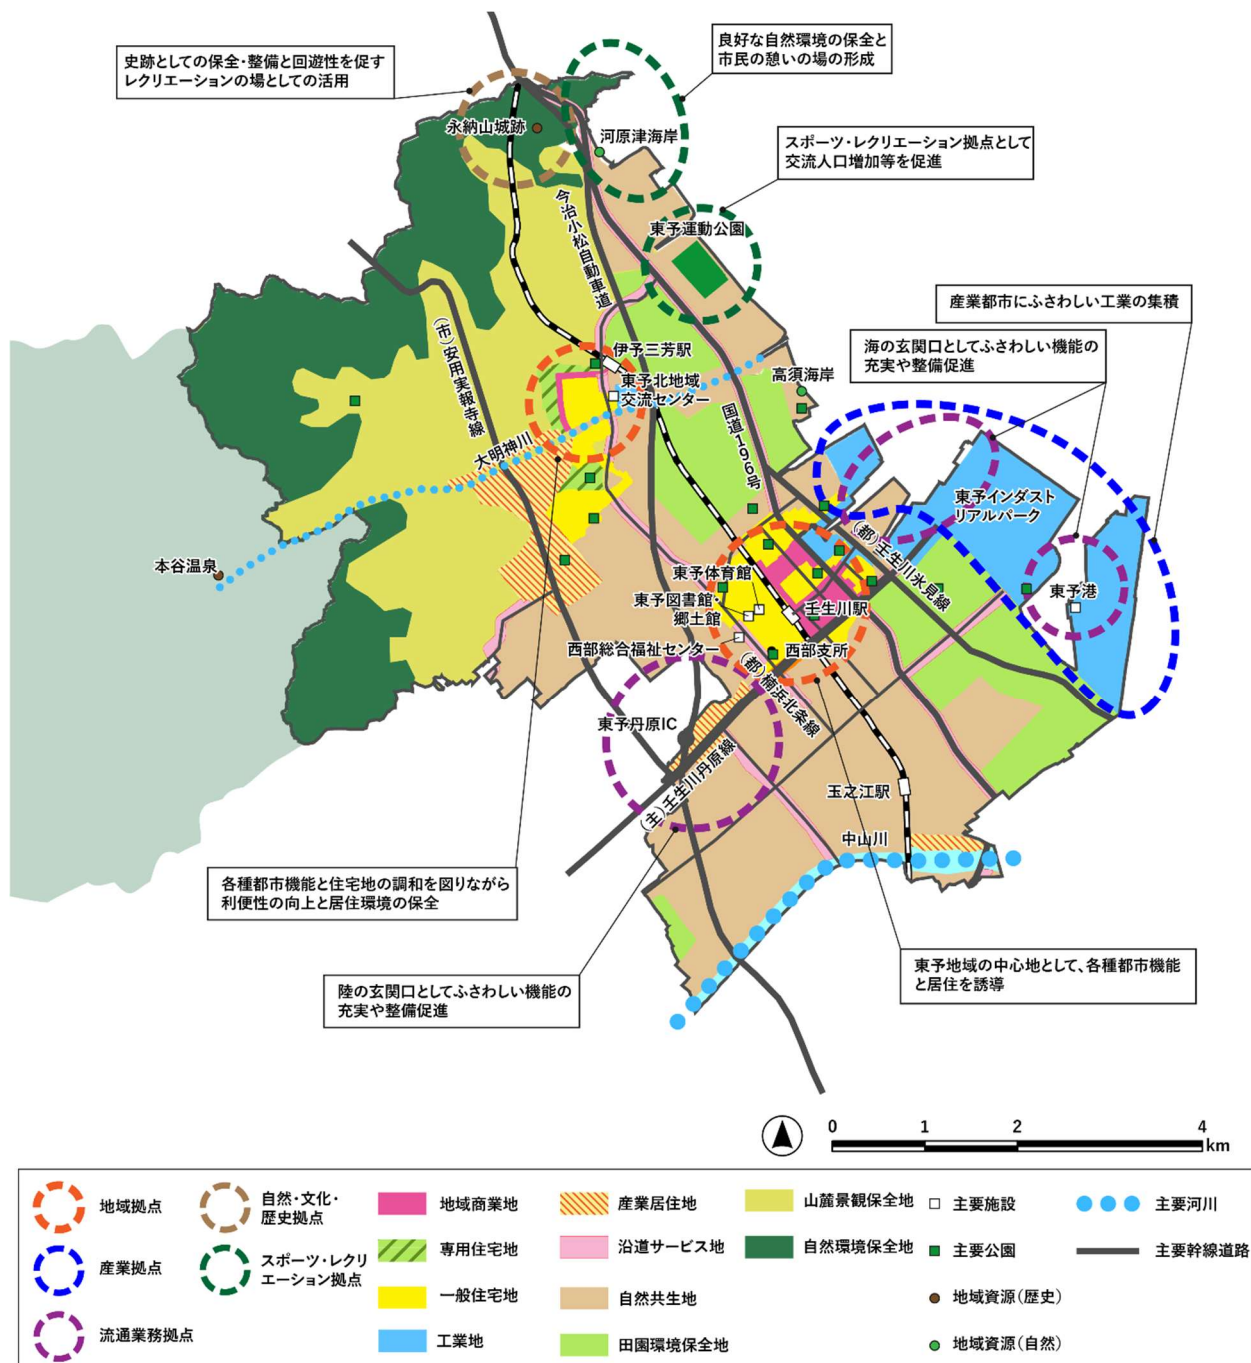 史跡としての保全・整備と回遊性を促す
レクリエーションの場としての活用
良好な自然環境の保全と
市民の憩いの場の形成
永納山城跡
河原津海岸
スポーツ・レクリエーション拠点として
交流人口増加等を促進
今治小松自動車道
東予運動公園
産業都市にふさわしい工業の集積
海の玄関口としてふさわしい機能の
充実や整備促進
(市)安用実報寺線
伊予三芳駅
東予北地域
交流センター
高須海岸
国道196号
大明神川
東予インダスト
リアルパーク
(都)壬生川氷見線
本谷温泉
東予体育館
東予図書館・
郷土館
壬生川駅
東予港
西部総合福祉センター
西部支所
(都)楠浜北条線
東予丹原IC
(主)壬生川丹原線
玉之江駅
中山川
各種都市機能と住宅地の調和を図りながら
利便性の向上と居住環境の保全
東予地域の中心地として、各種都市機能
と居住を誘導
陸の玄関口としてふさわしい機能の
充実や整備促進
0 1 2 4
km
地域拠点
産業拠点
流通業務拠点
自然・文化・
歴史拠点
スポーツ・レクリ
エーション拠点
地域商業地
専用住宅地
一般住宅地
工業地
産業居住地
沿道サービス地
自然共生地
田園環境保全地
山麓景観保全地
自然環境保全地
主要施設
主要公園
地域資源(歴史)
地域資源(自然)
主要河川
主要幹線道路